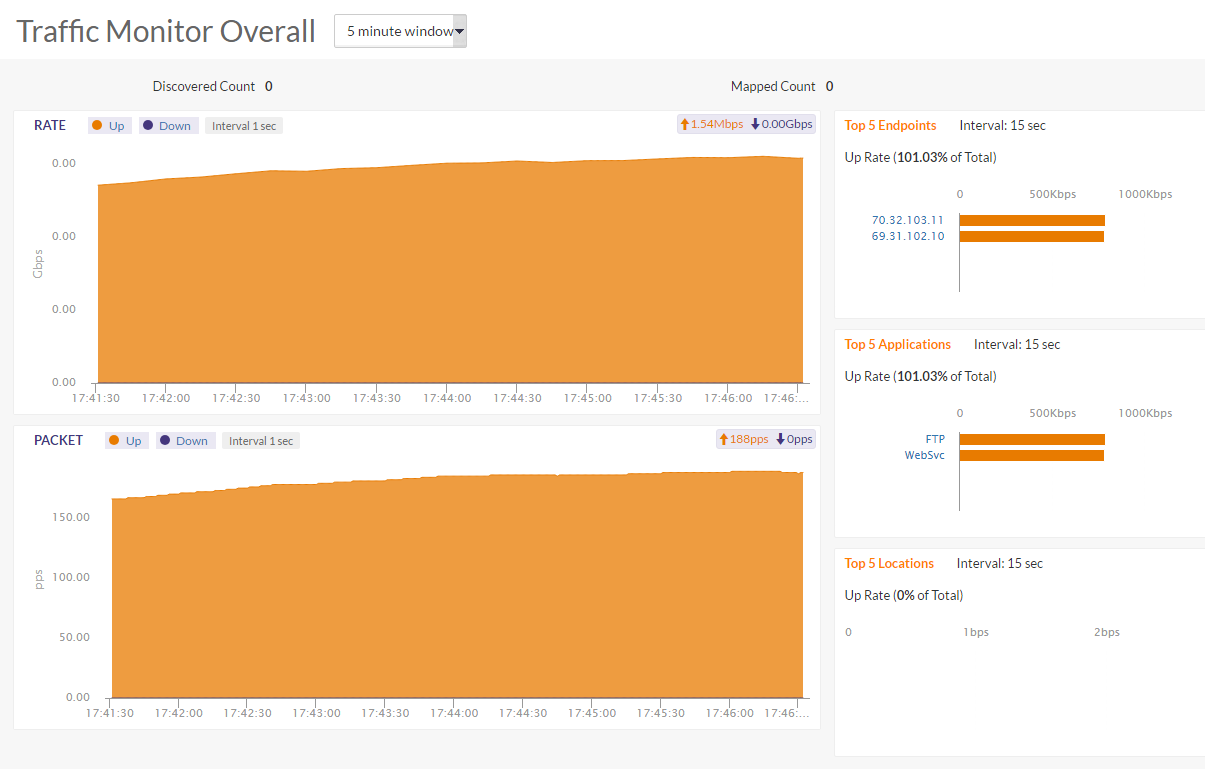 Traffic Monitor Overall 5 minute window
Discovered Count 0 Mapped Count 0
RATE Up Down Interval 1 sec 1.54Mbps 0.00Gbps
0.00
0.00
0.00
0.00
Gbps
17:41:30 17:42:00 17:42:30 17:43:00 17:43:30 17:44:00 17:44:30 17:45:00 17:45:30 17:46:00 17:46:...
PACKET Up Down Interval 1 sec 188pps 0pps
150.00
100.00
50.00
0.00
pps
17:41:30 17:42:00 17:42:30 17:43:00 17:43:30 17:44:00 17:44:30 17:45:00 17:45:30 17:46:00 17:46:...
Top 5 Endpoints Interval: 15 sec
Up Rate (101.03% of Total)
0 500Kbps 1000Kbps
70.32.103.11
69.31.102.10
Top 5 Applications Interval: 15 sec
Up Rate (101.03% of Total)
0 500Kbps 1000Kbps
FTP
WebSvc
Top 5 Locations Interval: 15 sec
Up Rate (0% of Total)
0 1bps 2bps